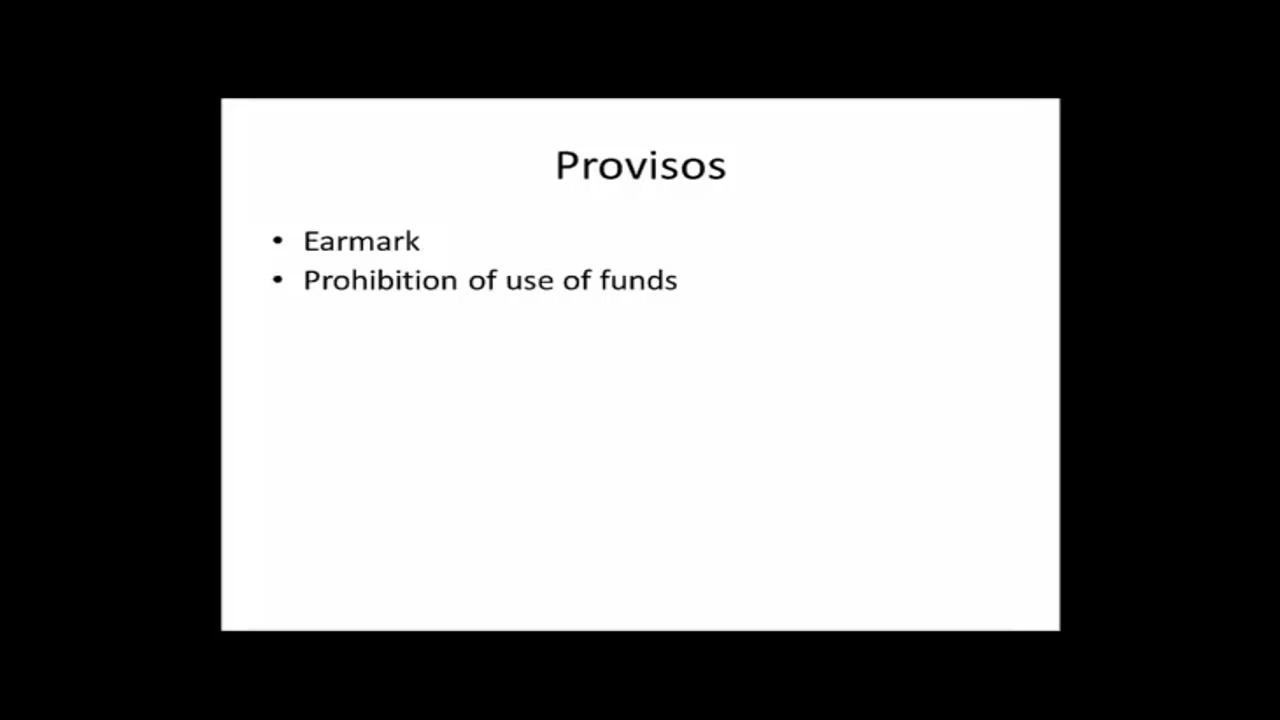 Provisos
• Earmark
• Prohibition of use of funds